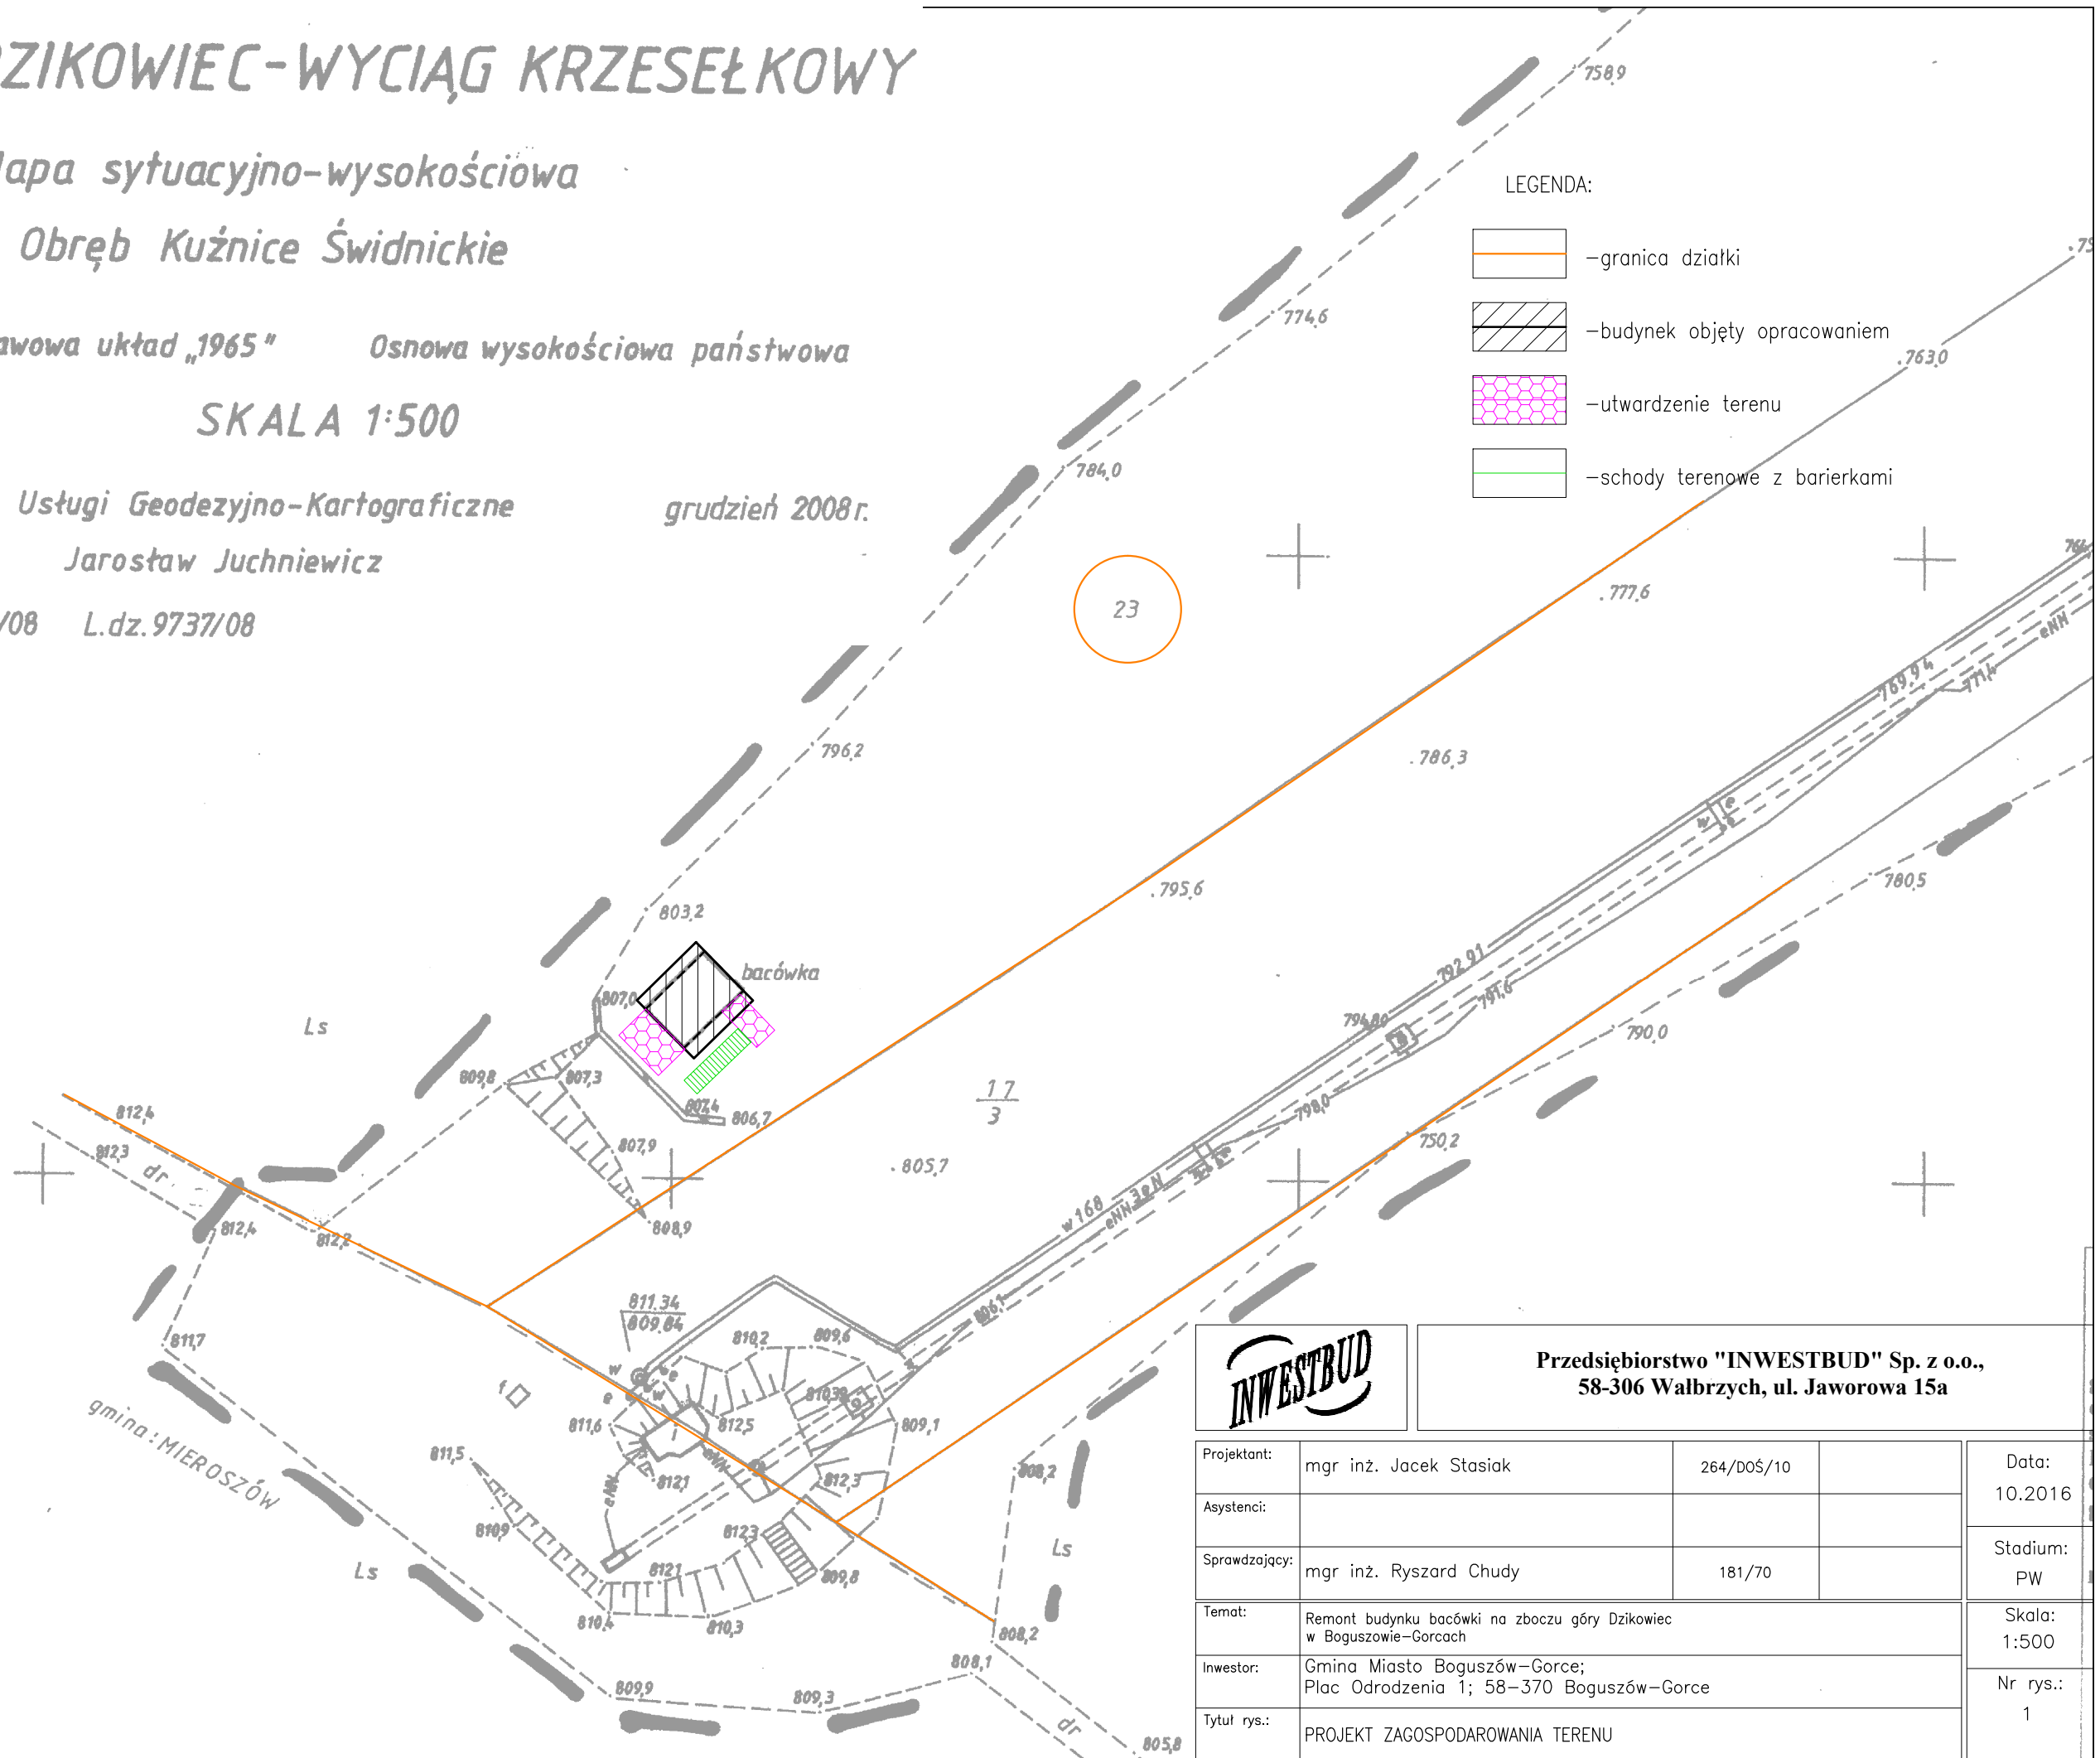 DZIKOWIEC-WYCIĄG KRZESEŁKOWY
Mapa sytuacyjno-wysokościowa
Obręb Kuźnice Świdnickie
układ „1965” Osnowa wysokościowa państwowa
SKALA 1:500
Usługi Geodezyjno-Kartograficzne grudzień 2008r.
Jarosław Juchniewicz
/08 L.dz. 9737/08
LEGENDA:
-granica działki
-budynek objęty opracowaniem
-utwardzenie terenu
-schody terenowe z barierkami
758,9
774,6
763,0
784,0
23
777,6
eNN
769.94
771,4
796,2
786,3
795,6
780,5
803,2
bacówka
807,0
792.91
791,6
794.80
790,0
Ls
809,8
807,3
807,4
806,7
17
3
798,0
750,2
812,4
812,3
dr
807,9
805,7
808,9
812,4
812,2
w 168
eNN
806,1
811.34
809.84
810,2
809,6
811,7
w
e
e
w
f
i
811,6
812,5
809,1
gmina: MIEROSZÓW
811,5
812,1
eNN
812,3
808,2
810,9
812,3
Ls
Ls
812,1
809,8
810,4
810,3
808,2
808,1
809,9
809,3
dr
805,8
INWESTBUD
Przedsiębiorstwo "INWESTBUD" Sp. z o.o.,
58-306 Wałbrzych, ul. Jaworowa 15a
Projektant: mgr inż. Jacek Stasiak 264/DOŚ/10
Data:
10.2016
Asystenci:
Sprawdzający: mgr inż. Ryszard Chudy 181/70
Stadium:
PW
Temat: Remont budynku bacówki na zboczu góry Dzikowiec
w Boguszowie-Gorcach
Skala:
1:500
Inwestor: Gmina Miasto Boguszów-Gorce;
Plac Odrodzenia 1; 58-370 Boguszów-Gorce
Nr rys.:
1
Tytuł rys.: PROJEKT ZAGOSPODAROWANIA TERENU